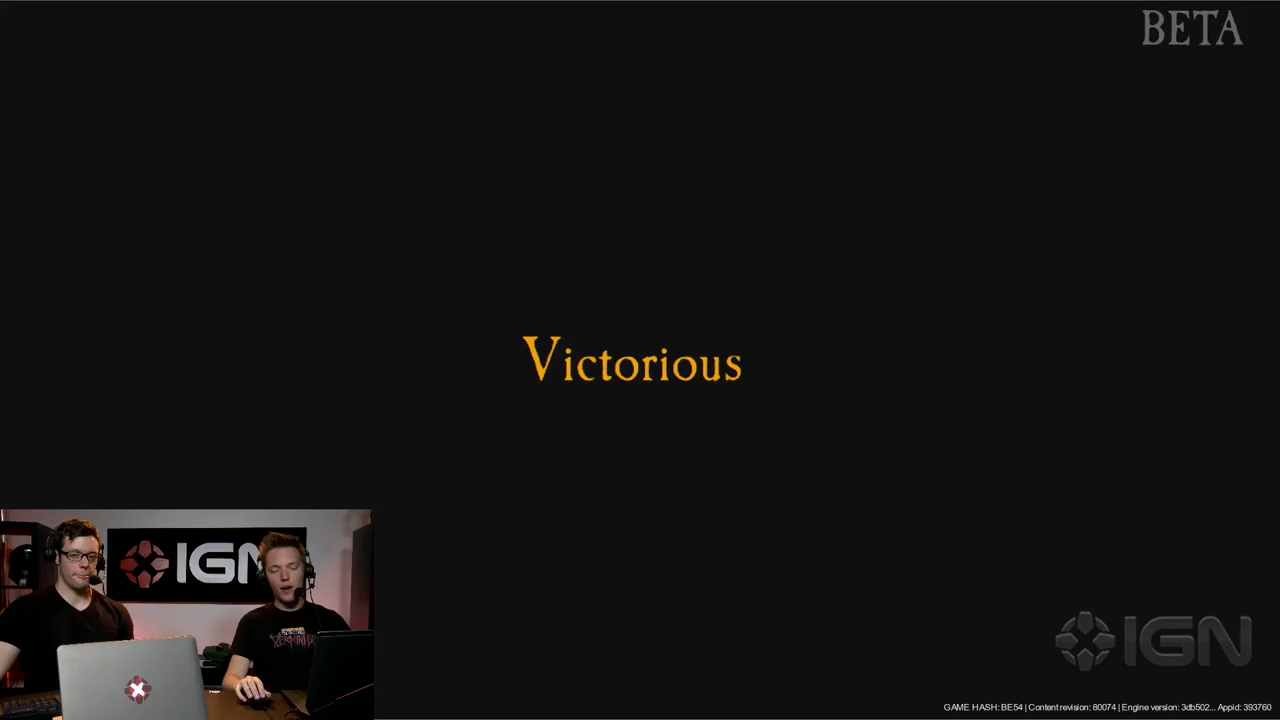 BETA
Victorious
IGN
IGN
GAME HASH: BE54 | Content revision: 80074 | Engine version: 3db502... Appid: 393760